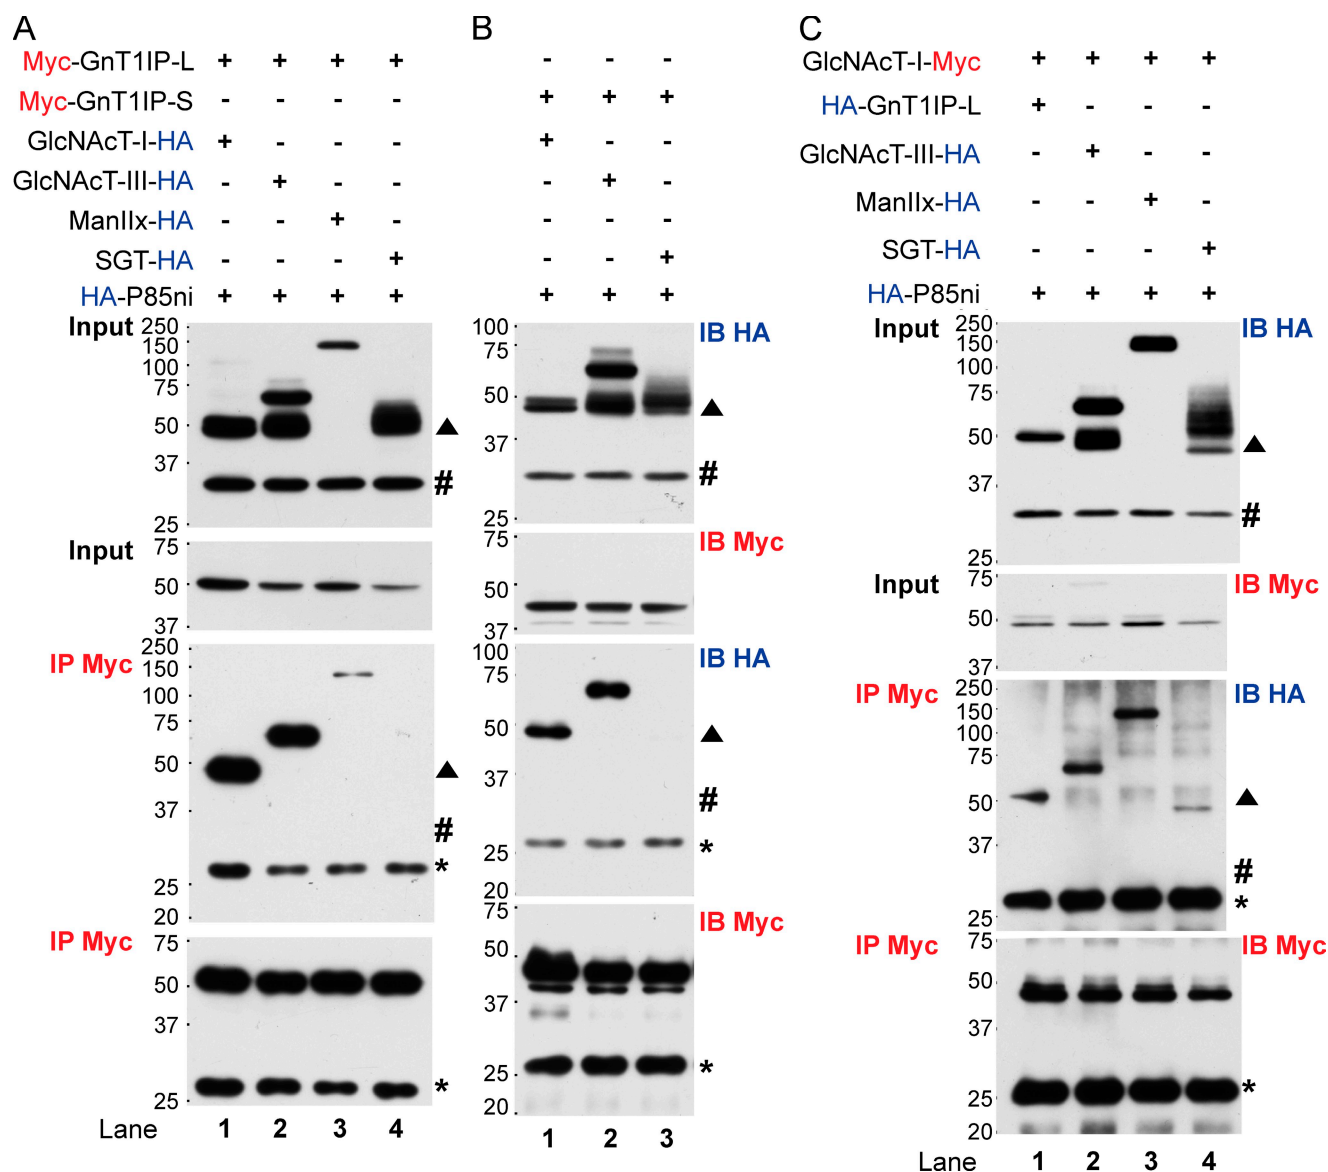 A
Myc-GnT1IP-L + + + +
Myc-GnT1IP-S - - - -
GlcNAcT-I-HA + - - -
GlcNAcT-III-HA - + - -
ManIIx-HA - - + -
SGT-HA - - - +
HA-P85ni + + + +
Input
250
150
100
75
50
37
25
▲
#
Input
75
50
37
IP Myc
250
150
100
75
50
37
25
20
▲
#
*
IP Myc
75
50
37
25
*
Lane 1 2 3 4
B
- - -
+ + +
+ - -
- + -
- - -
- - +
+ + +
100
75
50
37
25
IB HA
▲
#
75
50
37
IB Myc
100
75
50
37
25
20
IB HA
▲
#
*
75
50
37
25
20
IB Myc
*
1 2 3
C
GlcNAcT-I-Myc + + + +
HA-GnT1IP-L + - - -
GlcNAcT-III-HA - + - -
ManIIx-HA - - + -
SGT-HA - - - +
HA-P85ni + + + +
Input
250
150
100
75
50
37
25
IB HA
▲
#
Input
75
50
37
IB Myc
IP Myc
250
150
100
75
50
37
25
IB HA
▲
#
*
IP Myc
75
50
37
25
20
IB Myc
*
Lane 1 2 3 4